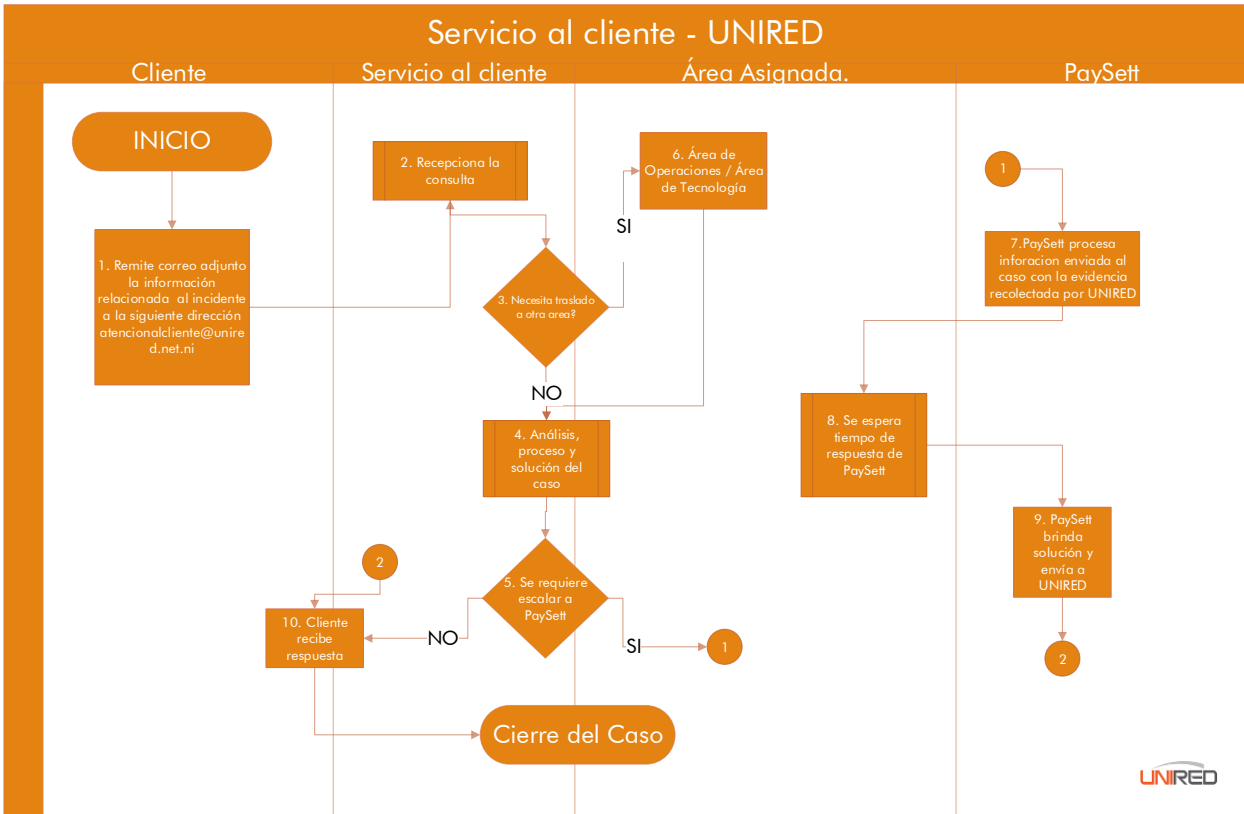 Servicio al cliente - UNIRED
Cliente
Servicio al cliente
Área Asignada.
PaySett
INICIO
1. Remite correo adjunto
la información
relacionada al incidente
a la siguiente dirección
atencionalcliente@unire
d.net.ni
2. Recepciona la
consulta
3. Necesita traslado
a otra area?
SI
NO
6. Área de
Operaciones / Área
de Tecnología
4. Análisis,
proceso y
solución del
caso
5. Se requiere
escalar a
PaySett
NO
SI
1
1
7.PaySett procesa
inforacion enviada al
caso con la evidencia
recolectada por UNIRED
8. Se espera
tiempo de
respuesta de
PaySett
9. PaySett
brinda
solución y
envía a
UNIRED
2
2
10. Cliente
recibe
respuesta
Cierre del Caso
UNIRED